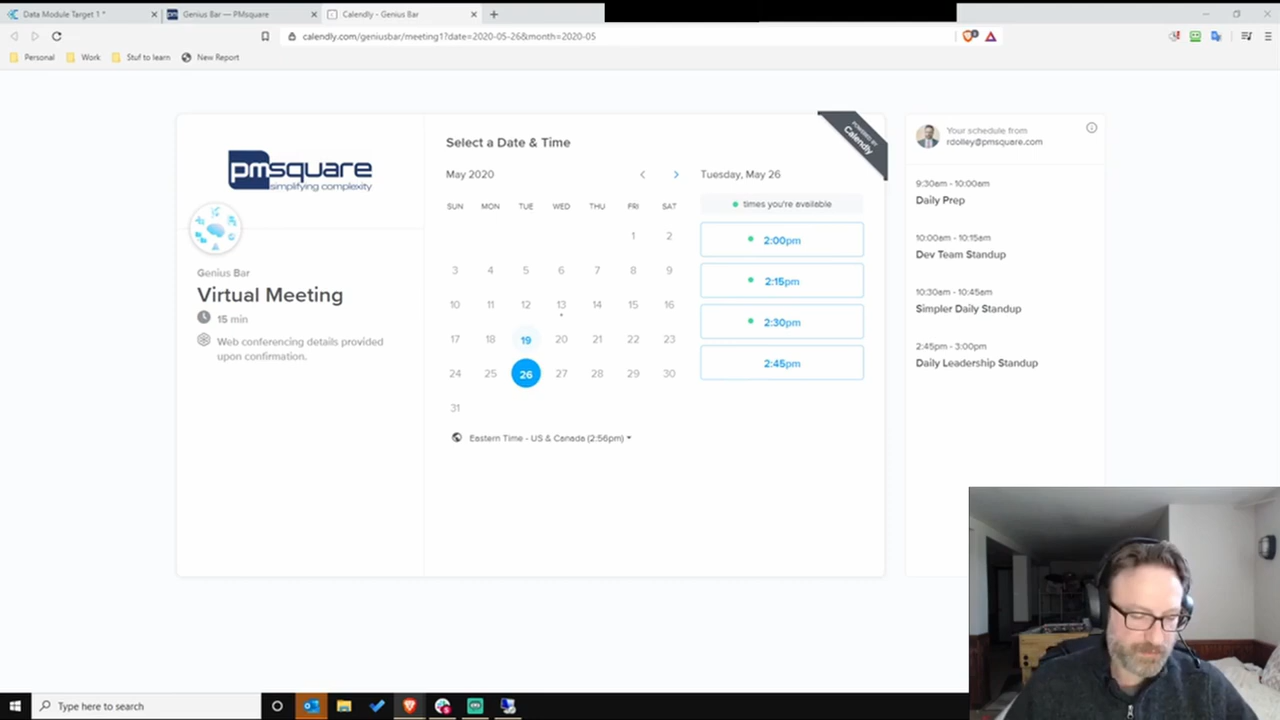 Data Module Target 1 *
Genius Bar — PMsquare
Calendly - Genius Bar
calendly.com/geniusbar/meeting1?date=2020-05-26&month=2020-05
Personal
Work
Stuf to learn
New Report
pmsquare
simplifying complexity
Genius Bar
Virtual Meeting
15 min
Web conferencing details provided
upon confirmation.
Select a Date & Time
POWERED BY
Calendly
May 2020
SUN MON TUE WED THU FRI SAT
1 2
3 4 5 6 7 8 9
10 11 12 13 14 15 16
17 18 19 20 21 22 23
24 25 26 27 28 29 30
31
Eastern Time - US & Canada (2:56pm)
Tuesday, May 26
times you're available
2:00pm
2:15pm
2:30pm
2:45pm
Your schedule from
rdolley@pmsquare.com
9:30am - 10:00am
Daily Prep
10:00am - 10:15am
Dev Team Standup
10:30am - 10:45am
Simpler Daily Standup
2:45pm - 3:00pm
Daily Leadership Standup
Type here to search